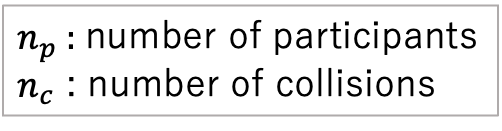 n_p : number of participants
n_c : number of collisions